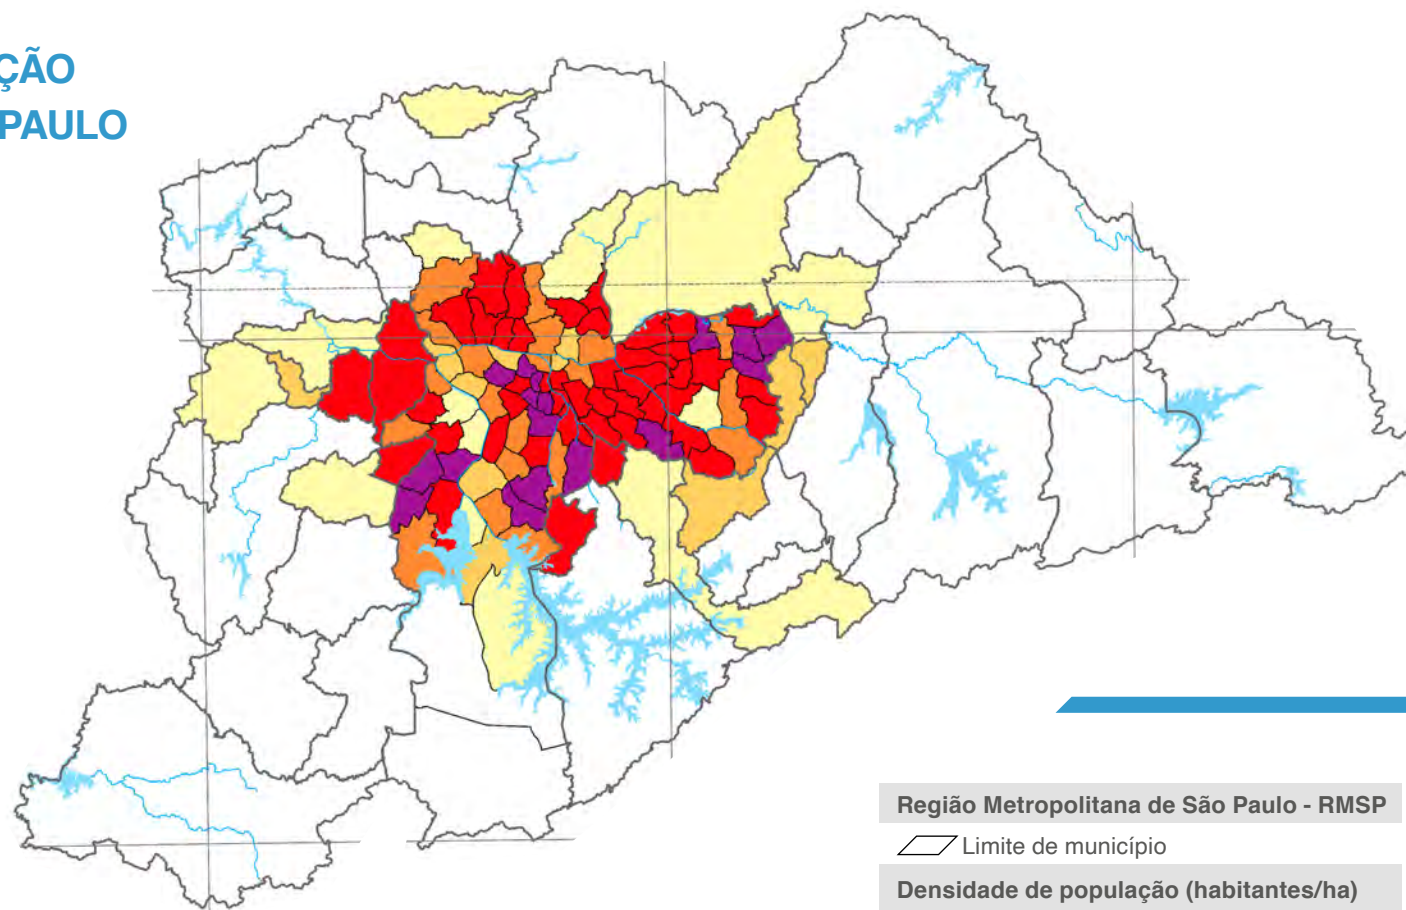 ÇÃO
PAULO
Região Metropolitana de São Paulo - RMSP
Limite de município
Densidade de população (habitantes/ha)